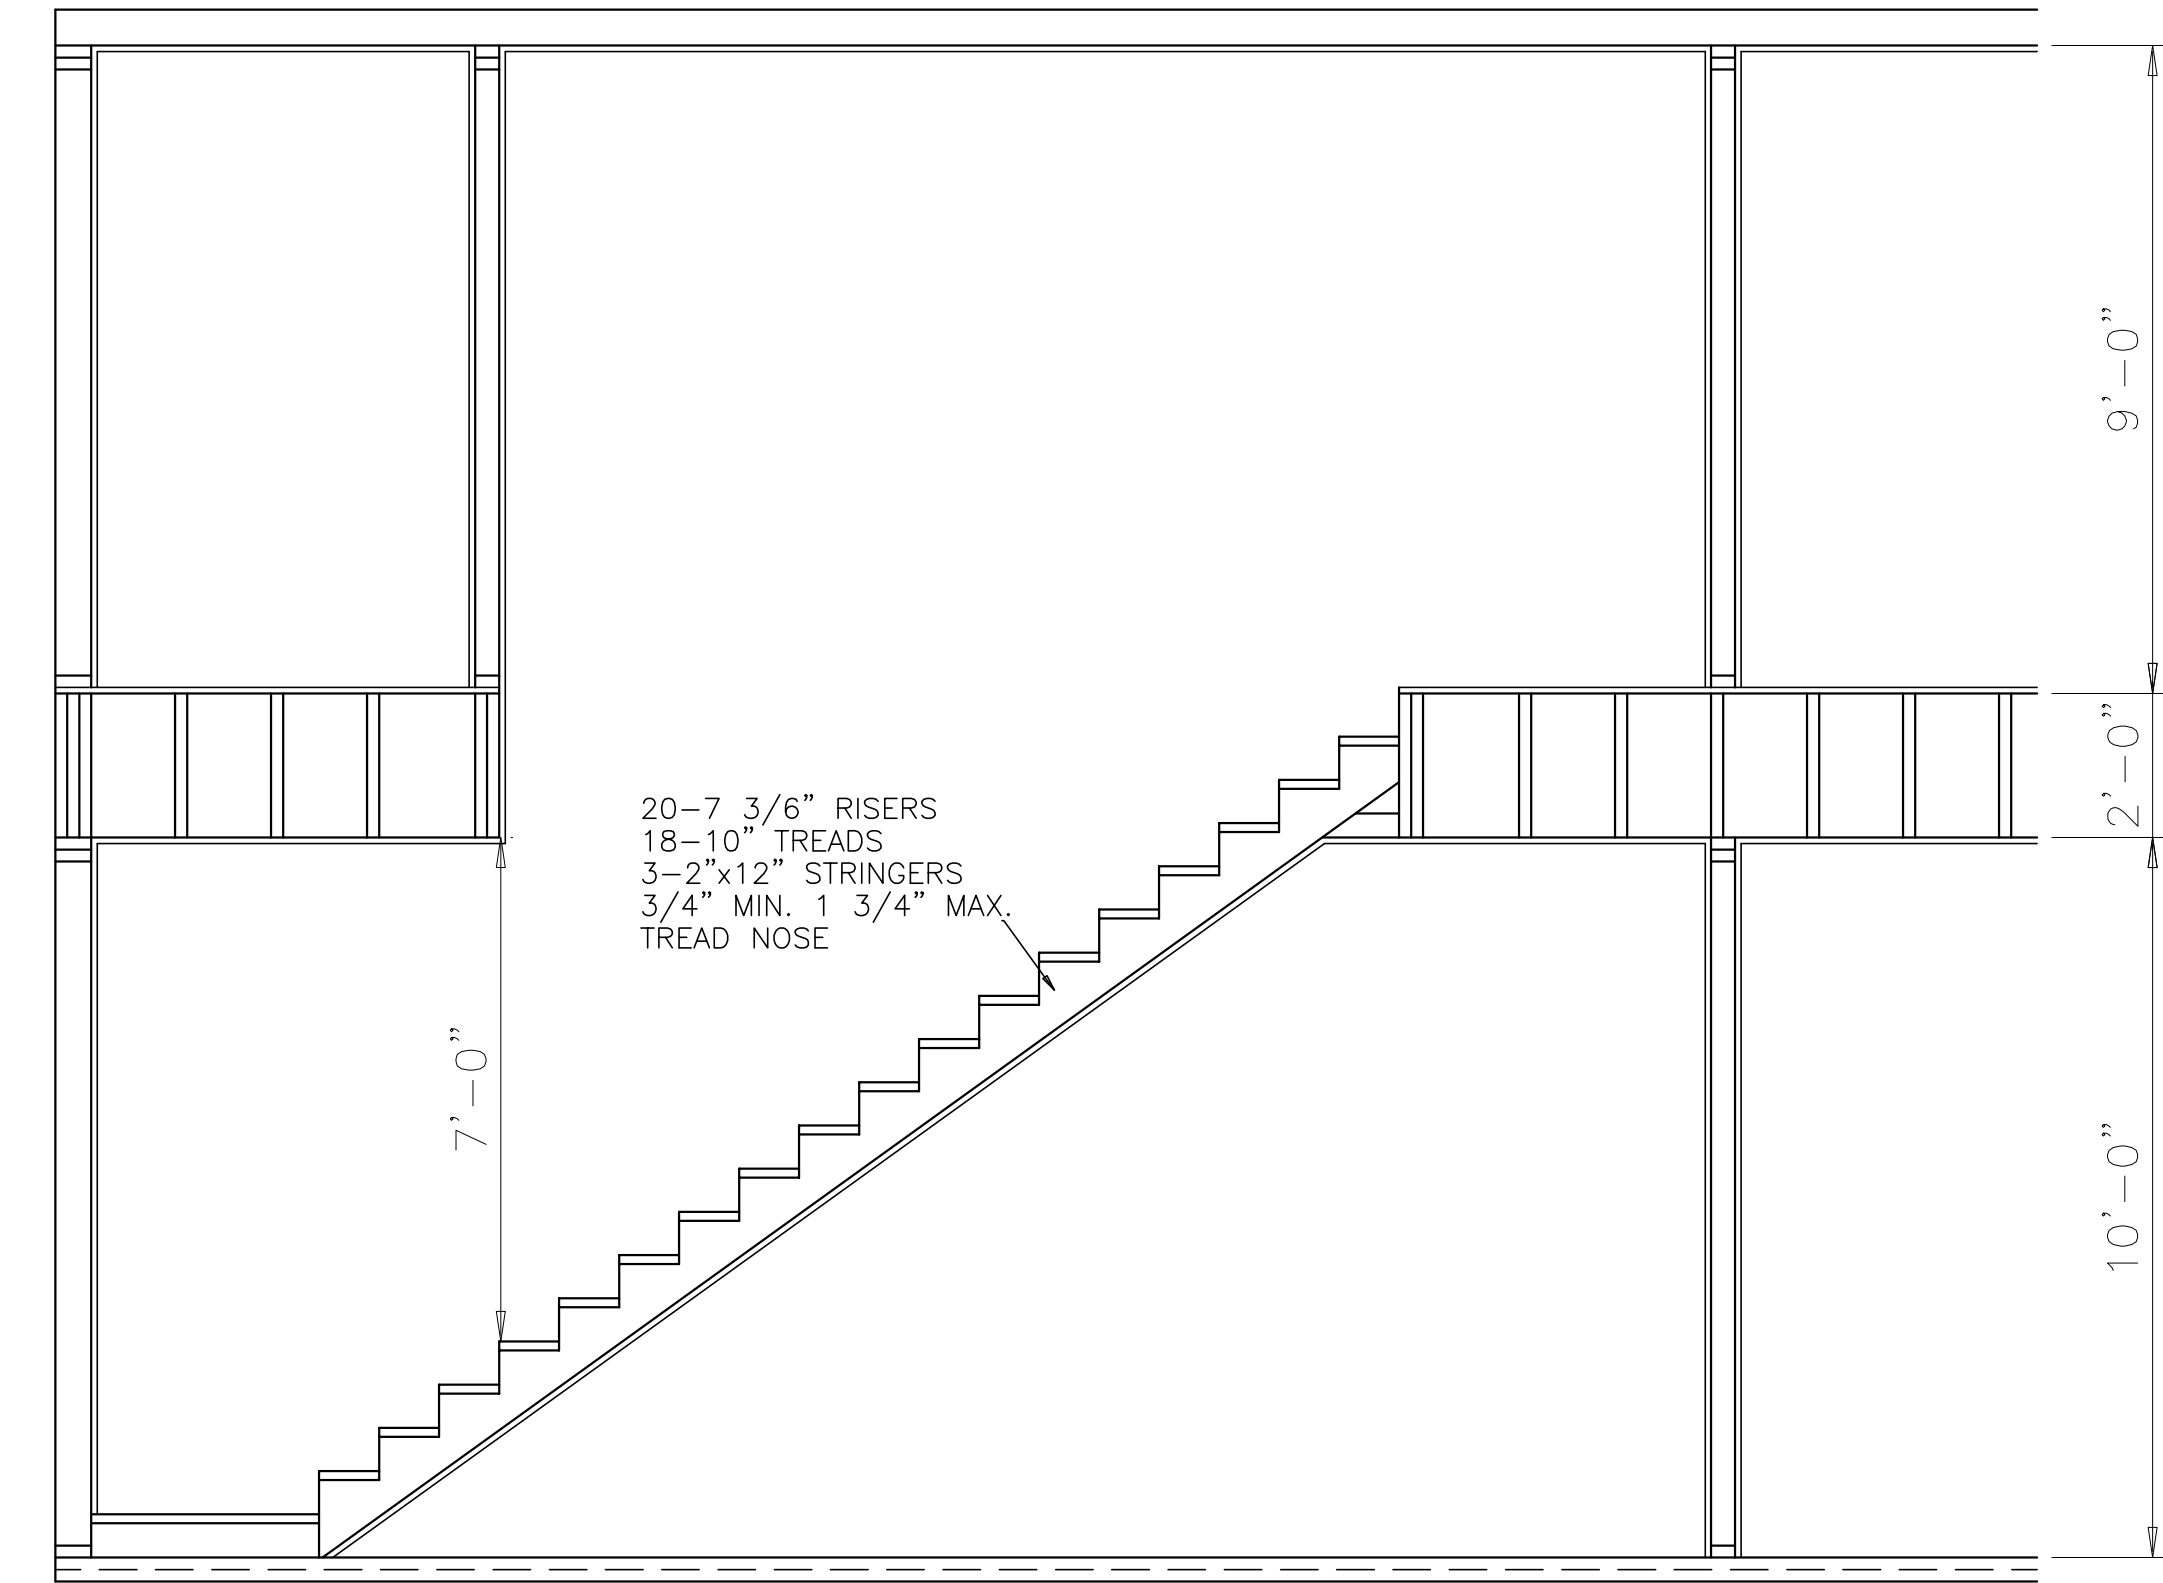 9'-0"
2'-0"
20-7 3/6" RISERS
18-10" TREADS
3-2"x12" STRINGERS
3/4" MIN. 1 3/4" MAX.
TREAD NOSE
7'-0"
10'-0"